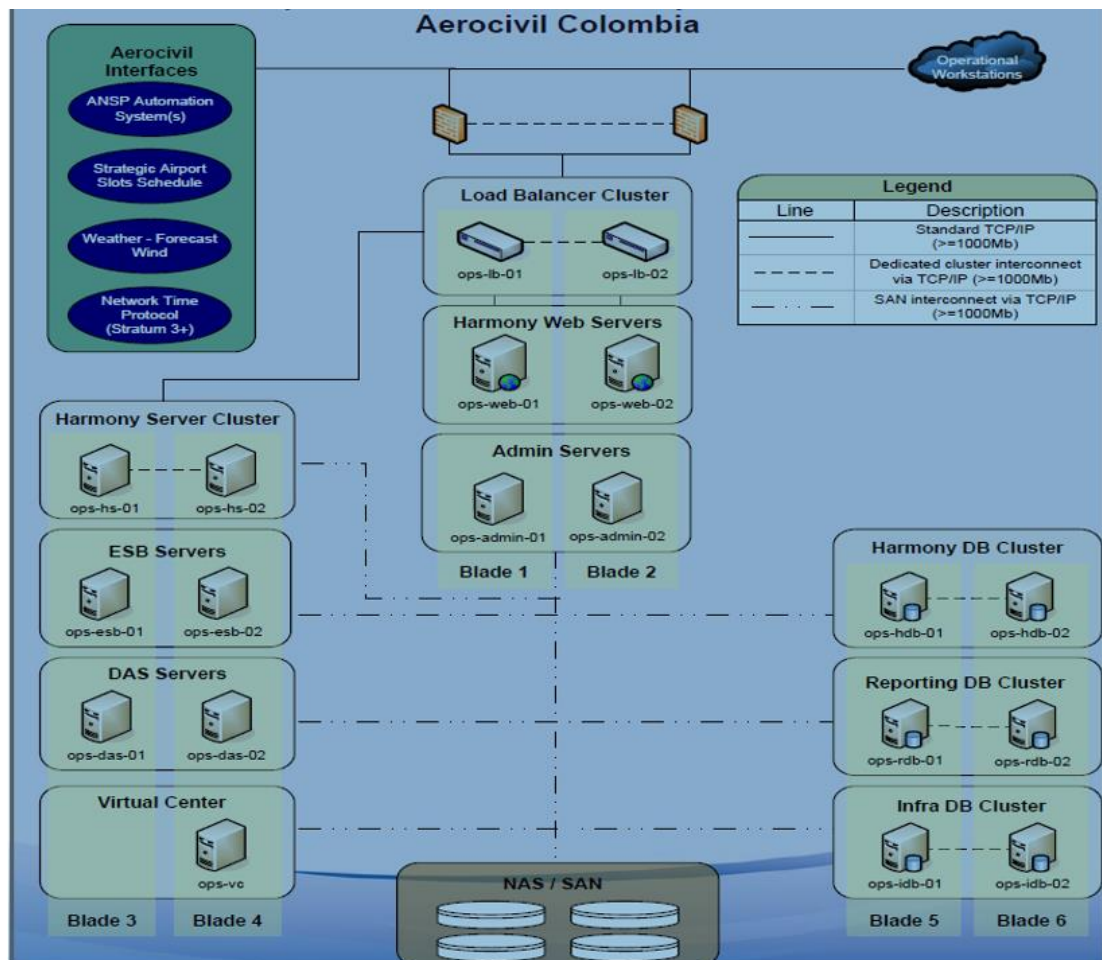 Aerocivil Colombia
Aerocivil
Interfaces
ANSP Automation
System(s)
Strategic Airport
Slots Schedule
Weather - Forecast
Wind
Network Time
Protocol
(Stratum 3+)
Operational
Workstations
Load Balancer Cluster
ops-lb-01
ops-lb-02
Legend
Line
Description
Standard TCP/IP
(>=1000Mb)
Dedicated cluster interconnect
via TCP/IP (>=1000Mb)
SAN interconnect via TCP/IP
(>=1000Mb)
Harmony Web Servers
ops-web-01
ops-web-02
Admin Servers
ops-admin-01
ops-admin-02
Blade 1
Blade 2
Harmony Server Cluster
ops-hs-01
ops-hs-02
ESB Servers
ops-esb-01
ops-esb-02
DAS Servers
ops-das-01
ops-das-02
Virtual Center
ops-vc
Blade 3
Blade 4
Harmony DB Cluster
ops-hdb-01
ops-hdb-02
Reporting DB Cluster
ops-rdb-01
ops-rdb-02
Infra DB Cluster
ops-idb-01
ops-idb-02
Blade 5
Blade 6
NAS / SAN